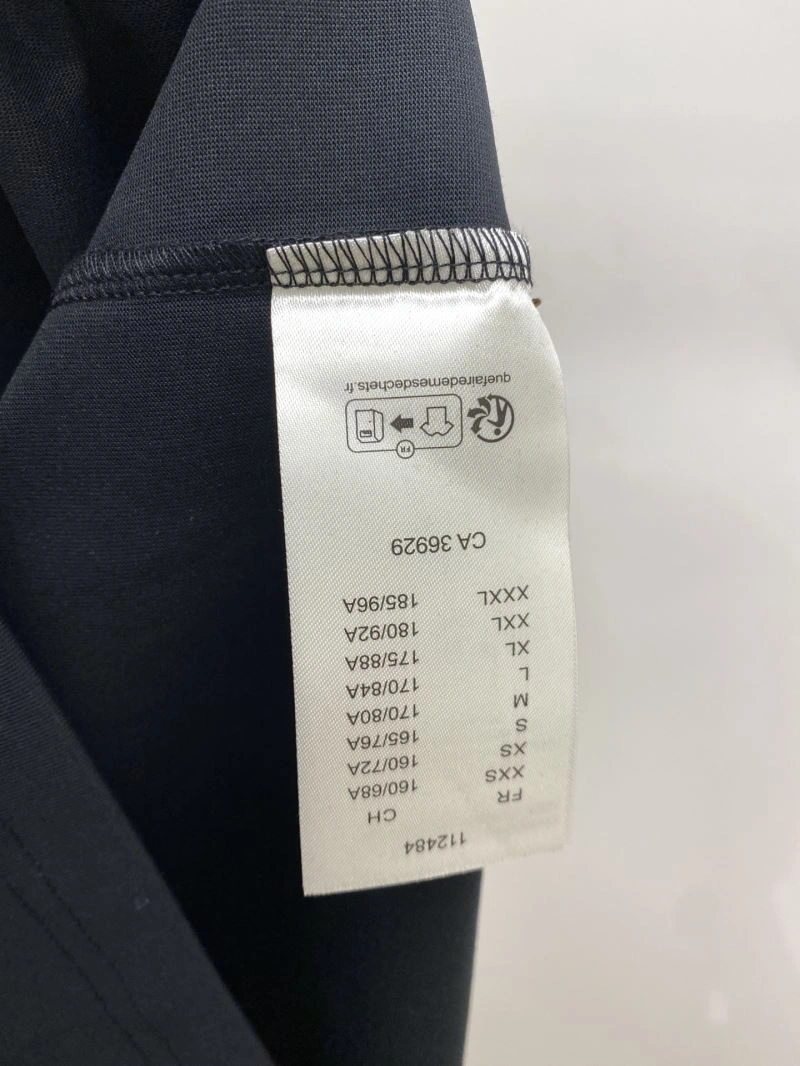 112484
FR CH
XXS 160/68A
XS 160/72A
S 165/76A
M 170/80A
L 170/84A
XL 175/88A
XXL 180/92A
XXXL 185/96A
CA 36929
FR
quefairedemesdechets.fr